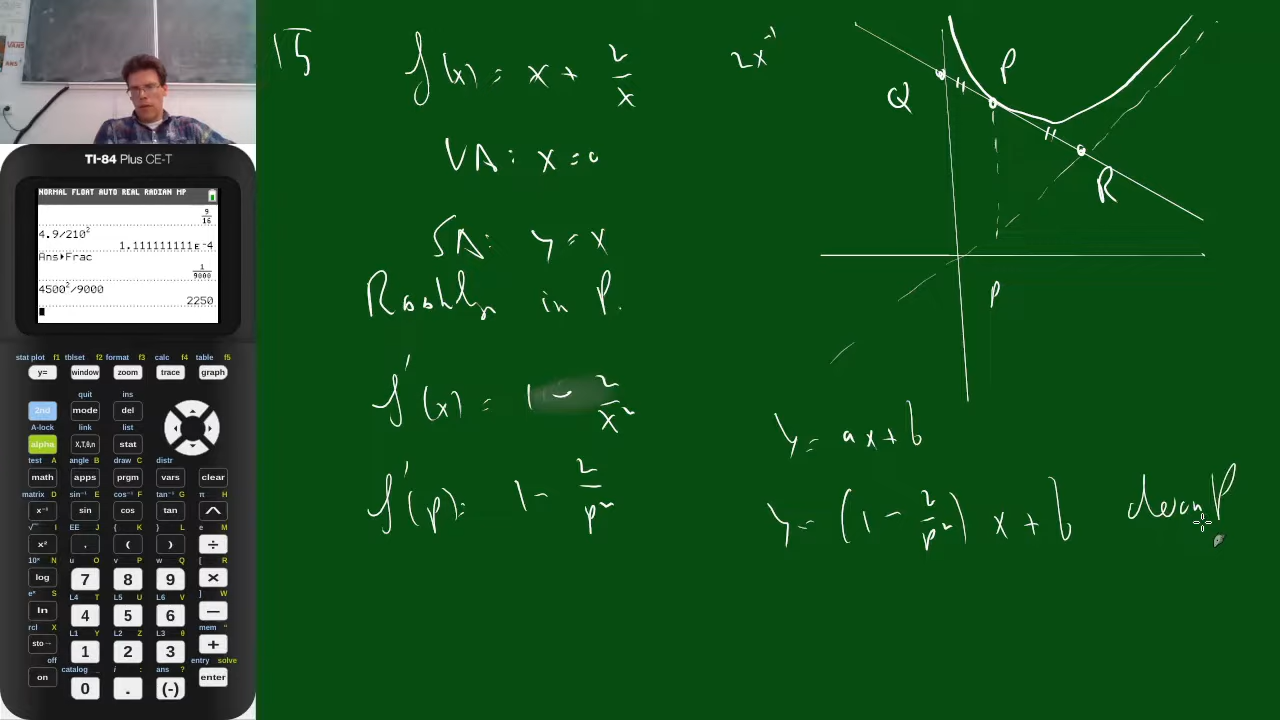 15
f(x) = x + 2/x
2x⁻¹
VA: x = 0
SA: y = x
Raaklijn in P.
f'(x) = 1 - 2/x²
f'(p) = 1 - 2/p²
P
Q
R
P
y = ax + b
y = (1 - 2/p²) x + b
door P
VANS
TI-84 Plus CE-T
NORMAL FLOAT AUTO REAL RADIAN MP
9/16
4.9/210²
1.111111111E-4
Ans▸Frac
1/9000
4500²/9000
2250
stat plot f1 tblset f2 format f3 calc f4 table f5
y= window zoom trace graph
quit ins
2nd mode del
A-lock link list
alpha X,T,θ,n stat
test A angle B draw C distr
math apps prgm vars clear
matrix D sin⁻¹ E cos⁻¹ F tan⁻¹ G π H
x⁻¹ sin cos tan ^
√ I EE J { K } L e M
x² , ( ) ÷
10ˣ N u O v P w Q [ R
log 7 8 9 ×
eˣ S L4 T L5 U L6 V ] W
ln 4 5 6 –
rcl X L1 Y L2 Z L3 θ mem "
sto→ 1 2 3 +
off catalog _ i : ans ? entry solve
on 0 . (-) enter